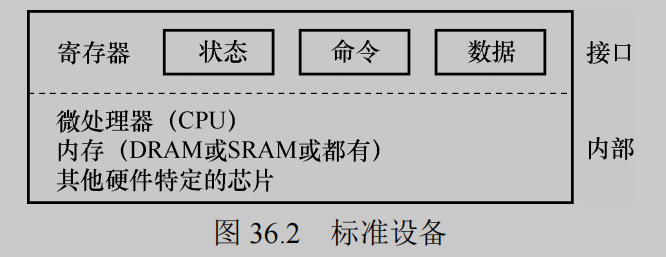 寄存器 状态 命令 数据 接口
微处理器（CPU）
内存（DRAM或SRAM或都有） 内部
其他硬件特定的芯片
图 36.2 标准设备